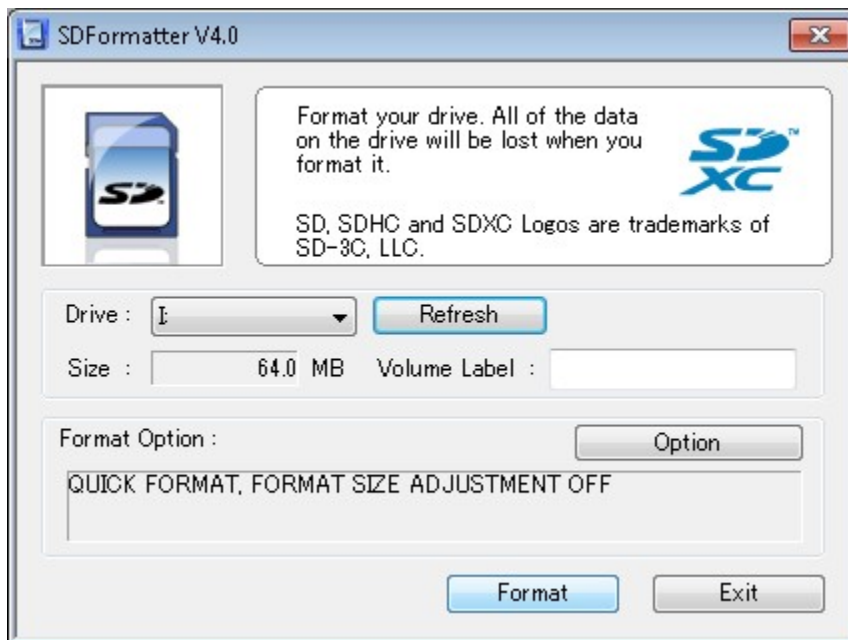 SDFormatter V4.0
SD
Format your drive. All of the data
on the drive will be lost when you
format it.
SD
XC
™
SD, SDHC and SDXC Logos are trademarks of
SD-3C, LLC.
Drive : I: Refresh
Size : 64.0 MB Volume Label :
Format Option : Option
QUICK FORMAT, FORMAT SIZE ADJUSTMENT OFF
Format Exit